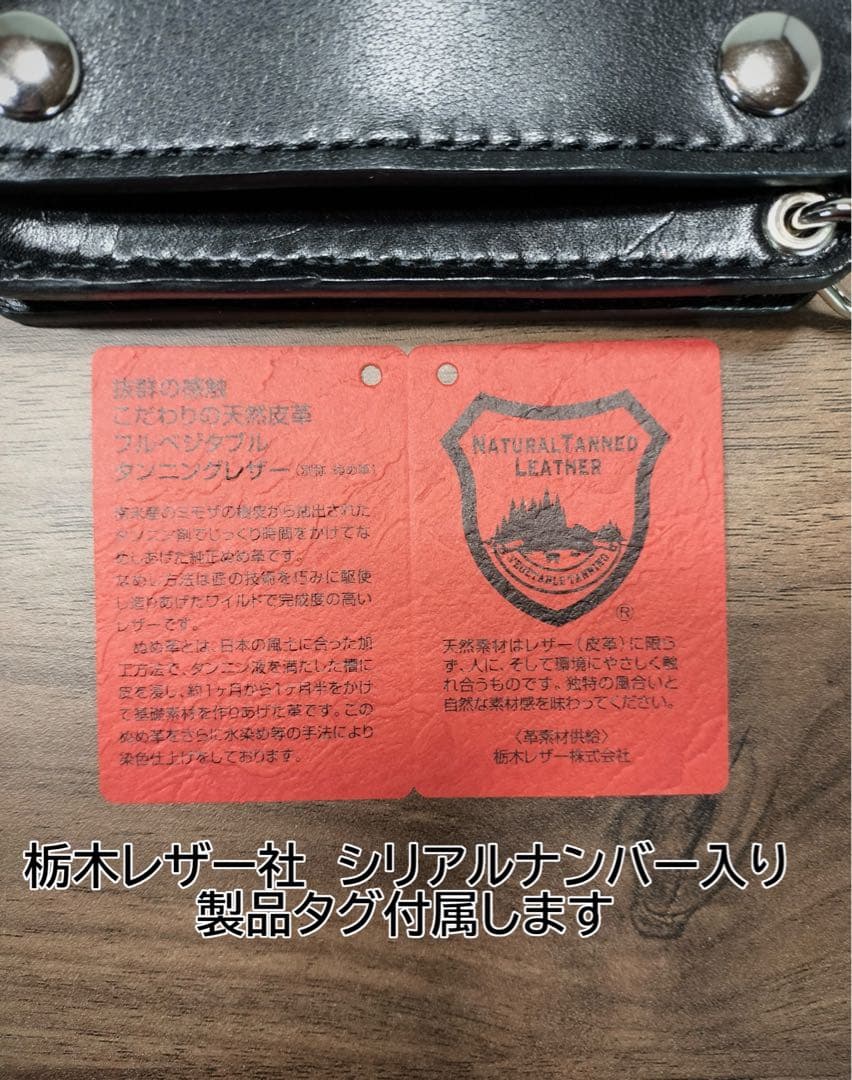 抜群の感触
こだわりの天然皮革
フルベジタブル
タンニングレザー（別称 ぬめ革）
南米産のミモザの樹皮から抽出された
タンニン剤でじっくり時間をかけてな
めしあげた純正ぬめ革です。
なめし方法は匠の技術を巧みに駆使
し造りあげたワイルドで完成度の高い
レザーです。
ぬめ革とは、日本の風土に合った加
工方法で、タンニン液を満たした槽に
皮を浸し、約1ヶ月から1ヶ月半をかけ
て基礎素材を作りあげた革です。この
ぬめ革をさらに水染め等の手法により
染色仕上げをしております。
NATURAL TANNED
LEATHER
VEGETABLE TANNING
®
天然素材はレザー（皮革）に限ら
ず、人に、そして環境にやさしく触
れ合うものです。独特の風合いと
自然な素材感を味わってください。
〈革素材供給〉
栃木レザー株式会社
栃木レザー社 シリアルナンバー入り
製品タグ付属します